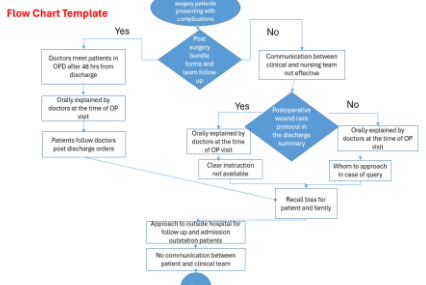 Flow Chart Template
surgery patients
presenting with
complications
Yes
No
Post
surgery
bundle
forms and
team follow
up
Doctors meet patients in
OPD after 48 hrs from
discharge
Communication between
clinical and nursing team
not effective
Orally explained by
doctors at the time of OP
visit
Yes
No
Postoperative
wound care
protocol in
the discharge
summary
Patients follow doctors
post discharge orders
Orally explained by
doctors at the time
of OP visit
Orally explained by
doctors at the time of OP
visit
Clear instruction
not available
Whom to approach
in case of query
Recall bias for
patient and family
Approach to outside hospital for
follow up and admission
outstation patients
No communication between
patient and clinical team